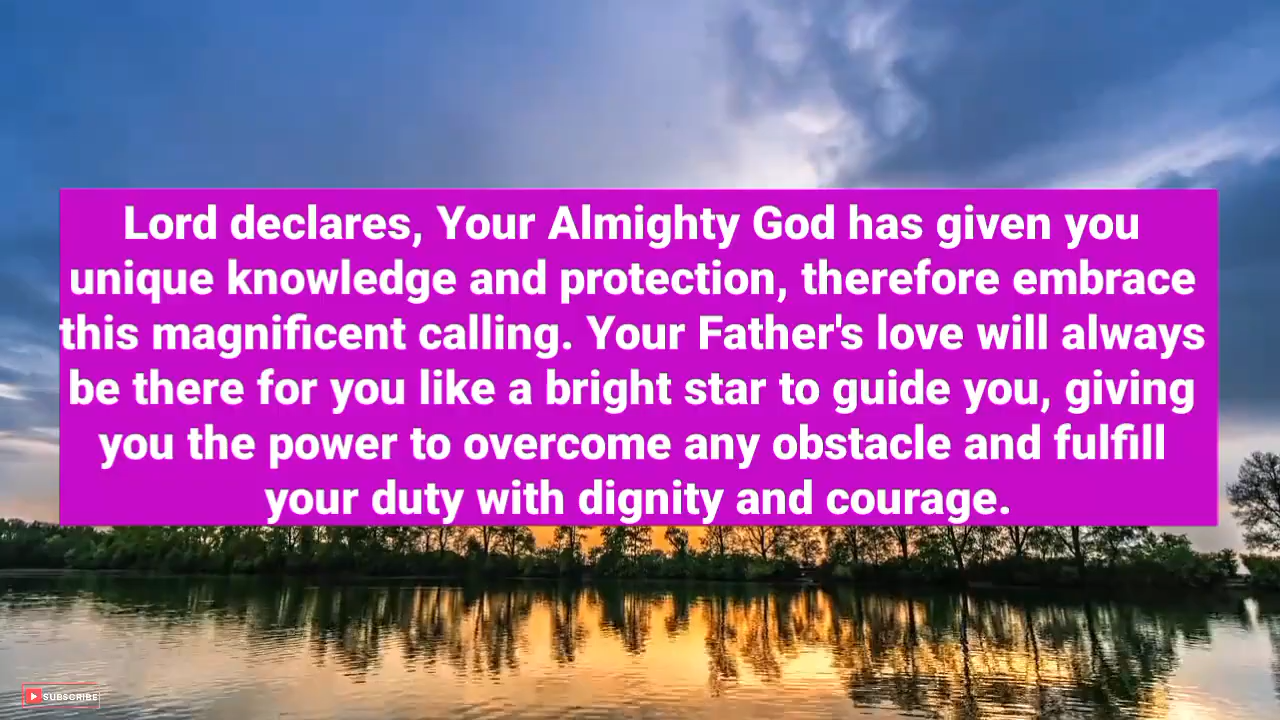 Lord declares, Your Almighty God has given you
unique knowledge and protection, therefore embrace
this magnificent calling. Your Father's love will always
be there for you like a bright star to guide you, giving
you the power to overcome any obstacle and fulfill
your duty with dignity and courage.
SUBSCRIBE